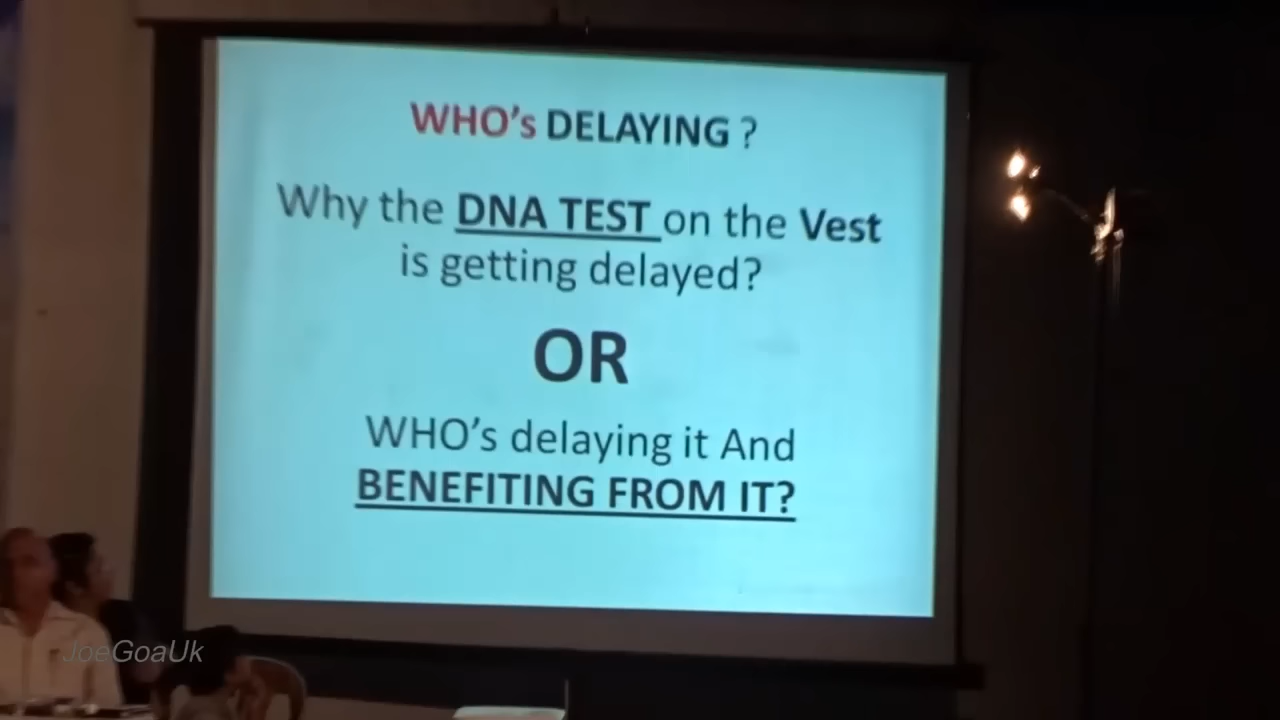 WHO's DELAYING ?
Why the DNA TEST on the Vest
is getting delayed?
OR
WHO's delaying it And
BENEFITING FROM IT?
JoeGoaUk